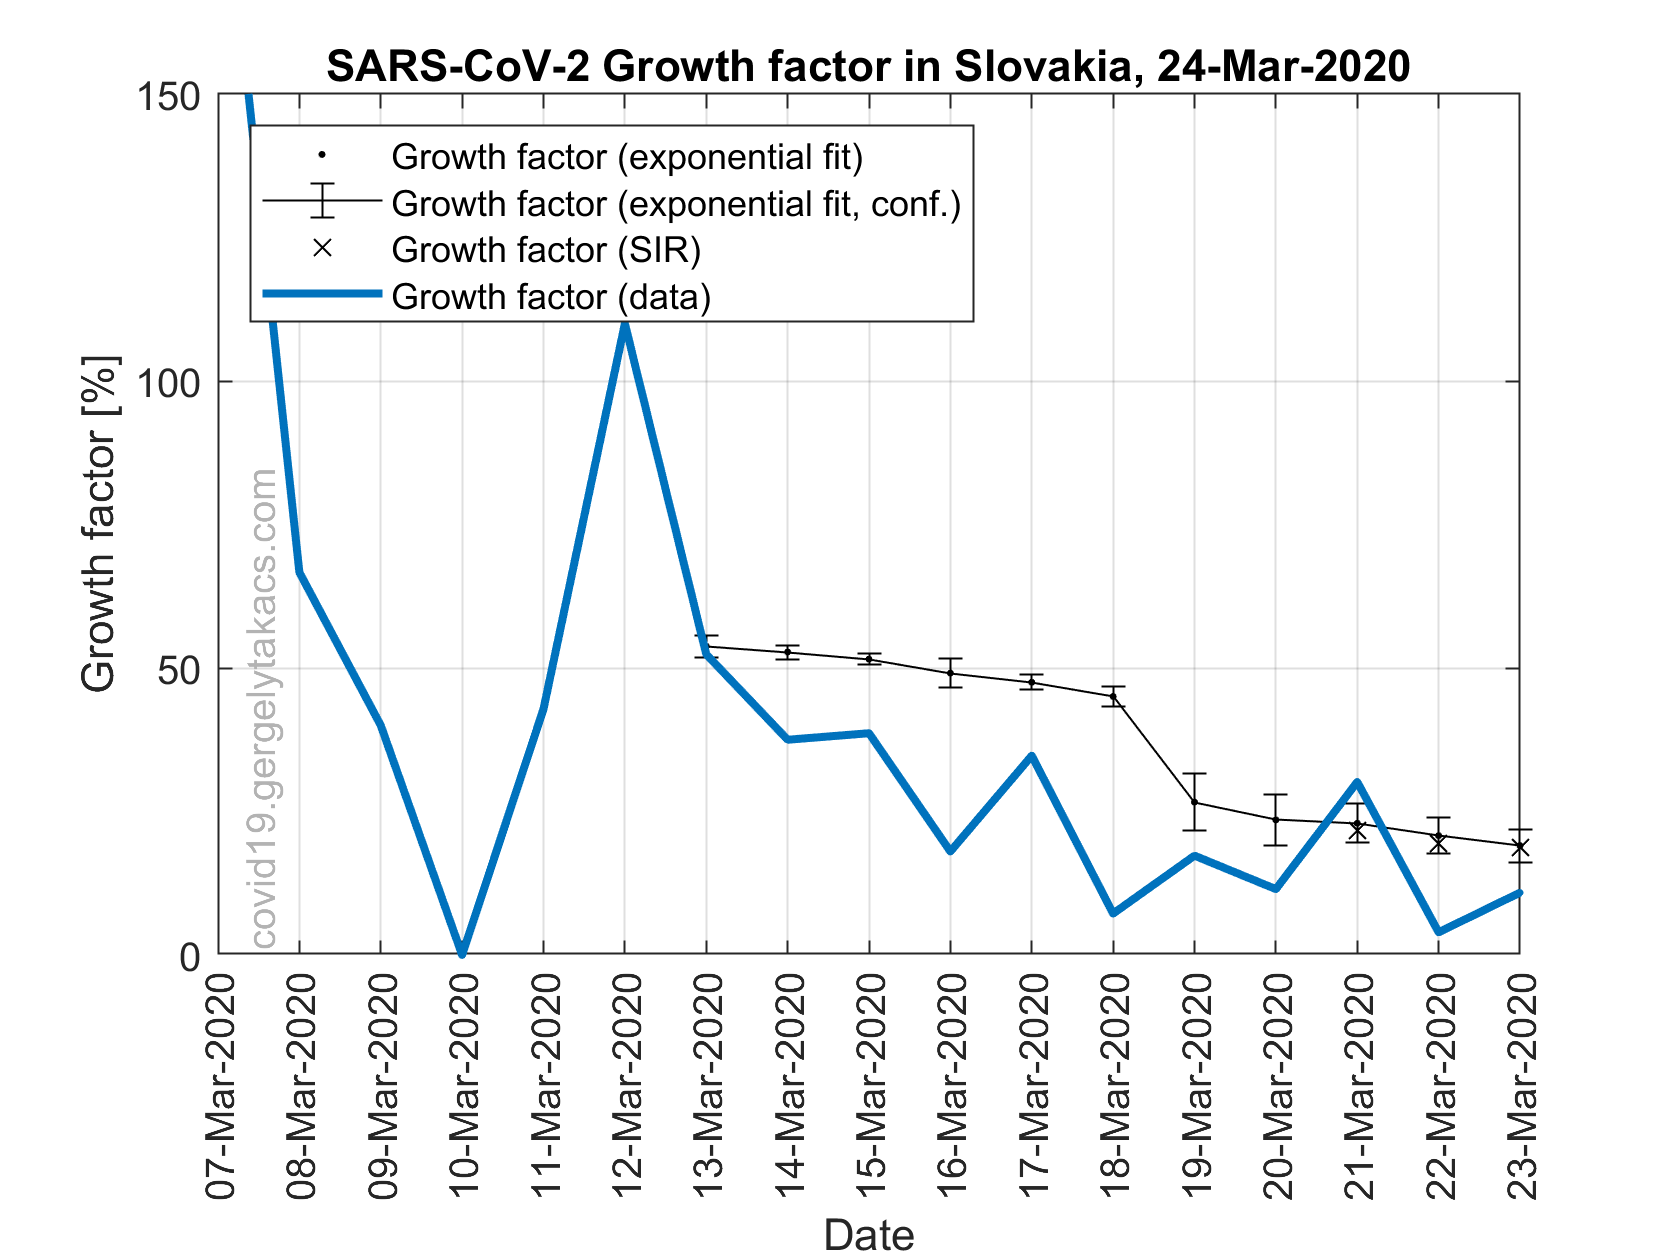 SARS-CoV-2 Growth factor in Slovakia, 24-Mar-2020
150
100
50
0
Growth factor [%]
Growth factor (exponential fit)
Growth factor (exponential fit, conf.)
Growth factor (SIR)
Growth factor (data)
covid19.gergelytakacs.com
07-Mar-2020
08-Mar-2020
09-Mar-2020
10-Mar-2020
11-Mar-2020
12-Mar-2020
13-Mar-2020
14-Mar-2020
15-Mar-2020
16-Mar-2020
17-Mar-2020
18-Mar-2020
19-Mar-2020
20-Mar-2020
21-Mar-2020
22-Mar-2020
23-Mar-2020
Date